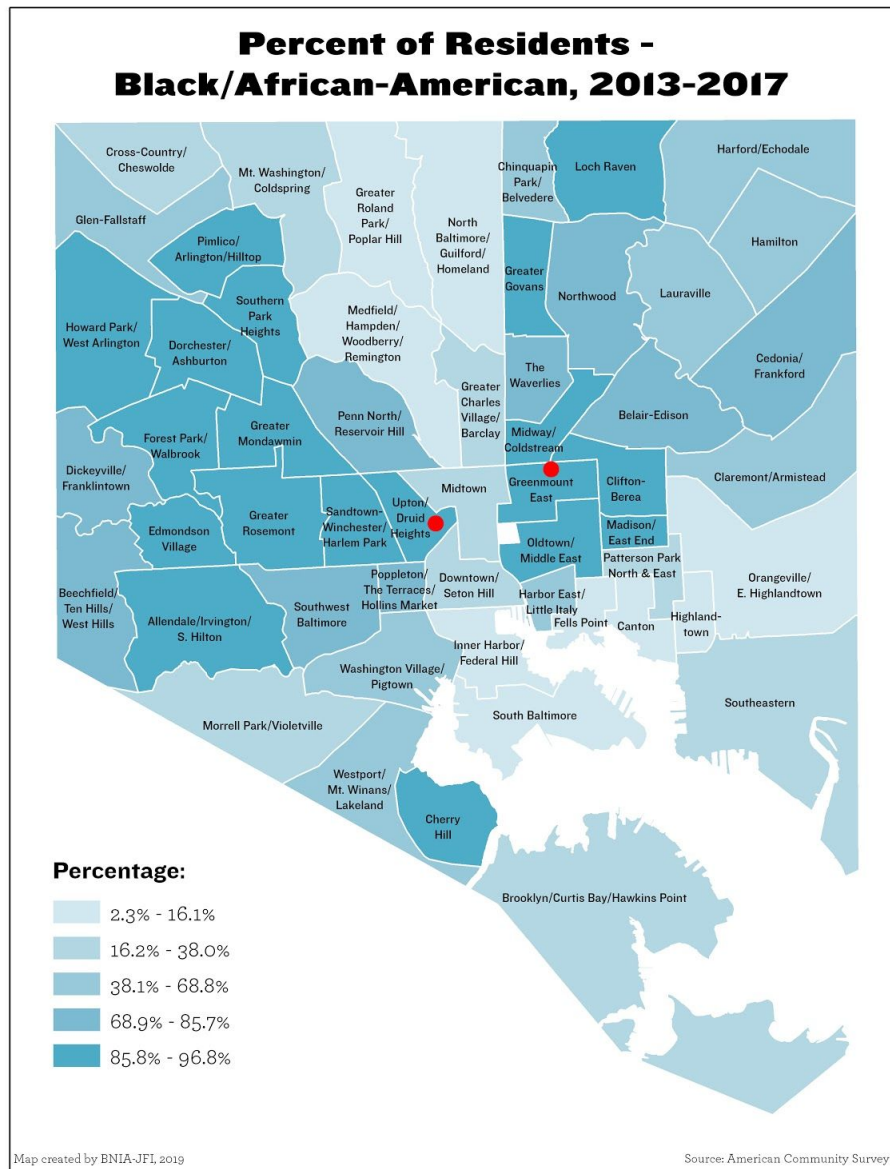 Percent of Residents -
Black/African-American, 2013-2017
Cross-Country/
Cheswolde
Mt. Washington/
Coldspring
Greater
Roland
Park/
Poplar Hill
North
Baltimore/
Guilford/
Homeland
Chinquapin
Park/
Belvedere
Loch Raven
Harford/Echodale
Glen-Fallstaff
Pimlico/
Arlington/Hilltop
Greater
Govans
Northwood
Lauraville
Hamilton
Howard Park/
West Arlington
Dorchester/
Ashburton
Southern
Park
Heights
Medfield/
Hampden/
Woodberry/
Remington
The
Waverlies
Cedonia/
Frankford
Greater
Charles
Village/
Barclay
Belair-Edison
Forest Park/
Walbrook
Greater
Mondawmin
Penn North/
Reservoir Hill
Midway/
Coldstream
Dickeyville/
Franklintown
Midtown
Greenmount
East
Clifton-
Berea
Claremont/Armistead
Edmondson
Village
Greater
Rosemont
Sandtown-
Winchester/
Harlem Park
Upton/
Druid
Heights
Oldtown/
Middle East
Madison/
East End
Patterson Park
North & East
Orangeville/
E. Highlandtown
Beechfield/
Ten Hills/
West Hills
Allendale/Irvington/
S. Hilton
Southwest
Baltimore
Poppleton/
The Terraces/
Hollins Market
Downtown/
Seton Hill
Harbor East/
Little Italy
Fells Point
Canton
Highland-
town
Washington Village/
Pigtown
Inner Harbor/
Federal Hill
Morrell Park/Violetville
South Baltimore
Southeastern
Westport/
Mt. Winans/
Lakeland
Cherry
Hill
Brooklyn/Curtis Bay/Hawkins Point
Percentage:
2.3% - 16.1%
16.2% - 38.0%
38.1% - 68.8%
68.9% - 85.7%
85.8% - 96.8%
Map created by BNIA-JFI, 2019
Source: American Community Survey